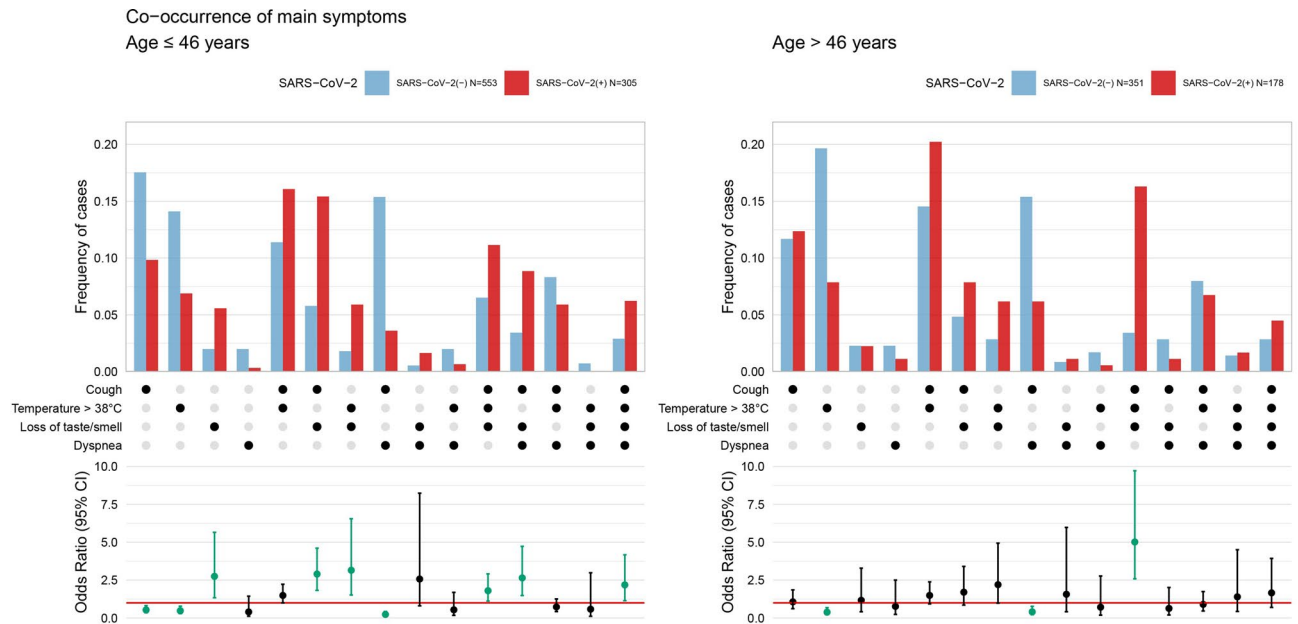 Co−occurrence of main symptoms
Age ≤ 46 years
SARS−CoV−2 SARS−CoV−2(−) N=553 SARS−CoV−2(+) N=305
Frequency of cases
0.20
0.15
0.10
0.05
0.00
Cough
Temperature > 38°C
Loss of taste/smell
Dyspnea
Odds Ratio (95% CI)
10.0
7.5
5.0
2.5
0.0
Age > 46 years
SARS−CoV−2 SARS−CoV−2(−) N=351 SARS−CoV−2(+) N=178
Frequency of cases
0.20
0.15
0.10
0.05
0.00
Cough
Temperature > 38°C
Loss of taste/smell
Dyspnea
Odds Ratio (95% CI)
10.0
7.5
5.0
2.5
0.0